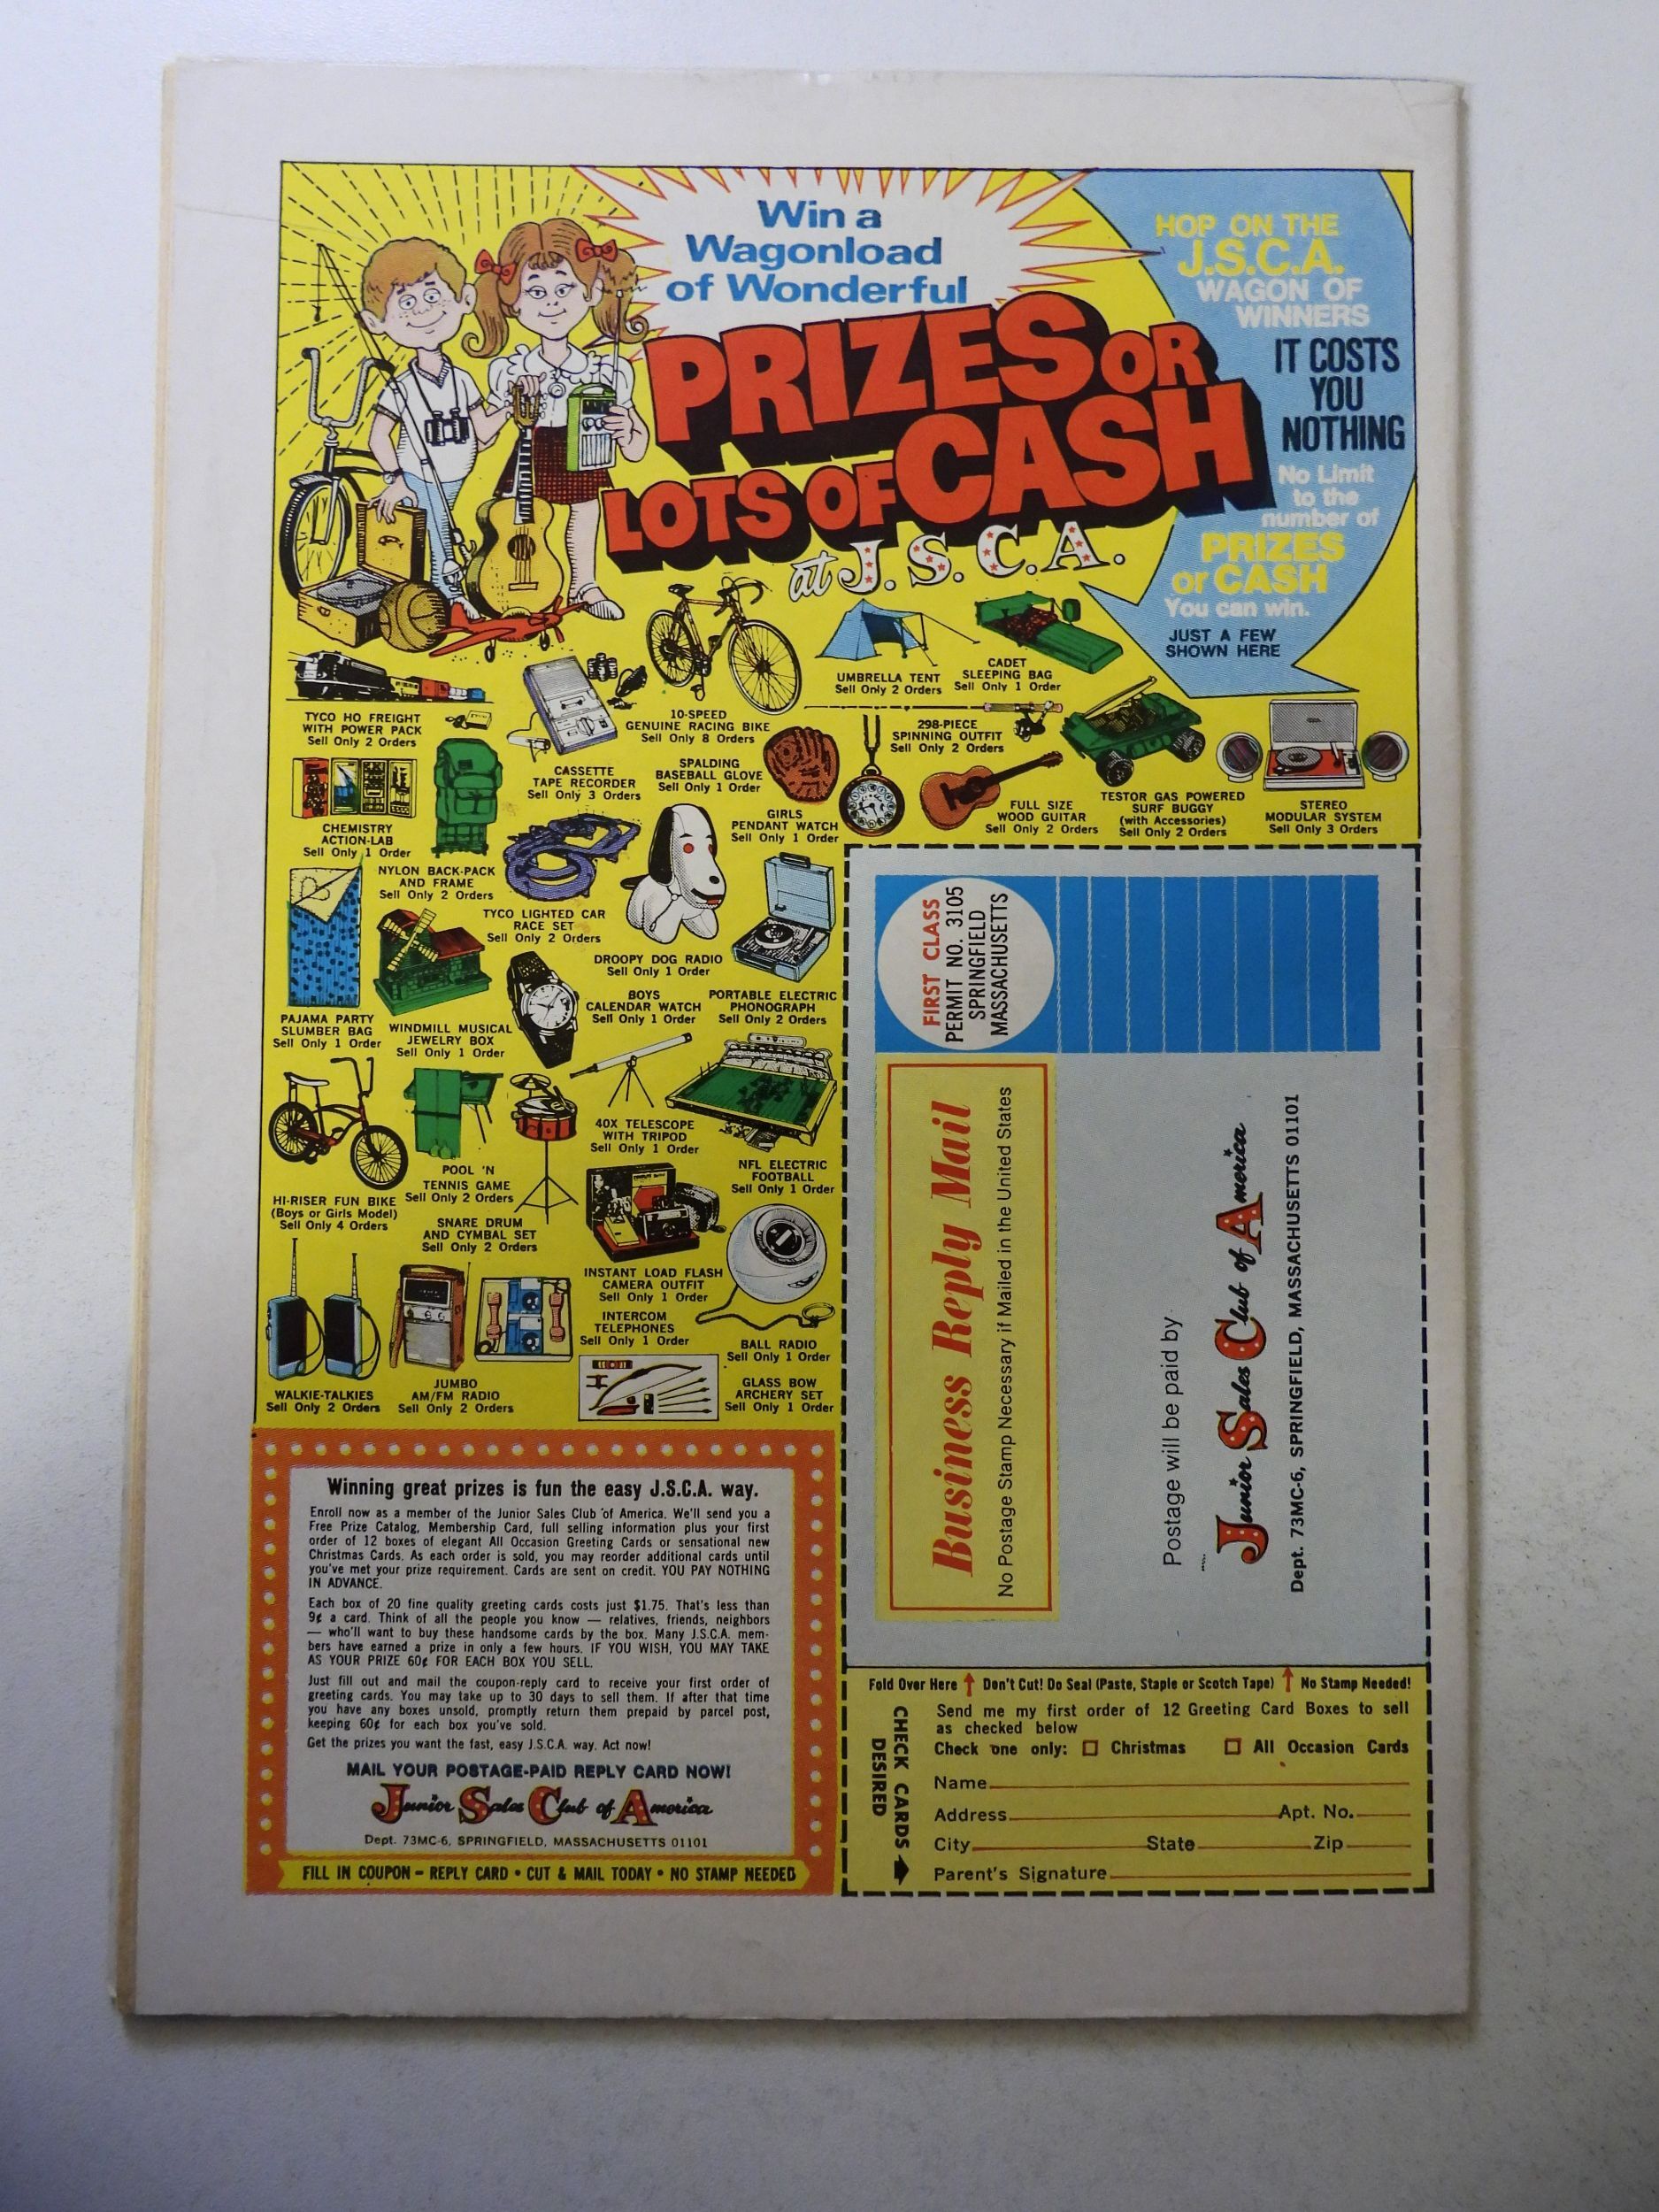 Win a
Wagonload
of Wonderful
PRIZES OR
LOTS OF CASH
at J.S.C.A.
HOP ON THE
J.S.C.A.
WAGON OF
WINNERS
IT COSTS
YOU
NOTHING
No Limit
to the
number of
PRIZES
or CASH
You can win.
JUST A FEW
SHOWN HERE
UMBRELLA TENT
Sell Only 2 Orders
CADET
SLEEPING BAG
Sell Only 1 Order
TYCO HO FREIGHT
WITH POWER PACK
Sell Only 2 Orders
10-SPEED
GENUINE RACING BIKE
Sell Only 8 Orders
298-PIECE
SPINNING OUTFIT
Sell Only 2 Orders
CASSETTE
TAPE RECORDER
Sell Only 3 Orders
SPALDING
BASEBALL GLOVE
Sell Only 1 Order
GIRLS
PENDANT WATCH
Sell Only 1 Order
FULL SIZE
WOOD GUITAR
Sell Only 2 Orders
TESTOR GAS POWERED
SURF BUGGY
(with Accessories)
Sell Only 2 Orders
STEREO
MODULAR SYSTEM
Sell Only 3 Orders
CHEMISTRY
ACTION-LAB
Sell Only 1 Order
NYLON BACK-PACK
AND FRAME
Sell Only 2 Orders
TYCO LIGHTED CAR
RACE SET
Sell Only 2 Orders
DROOPY DOG RADIO
Sell Only 1 Order
PAJAMA PARTY
SLUMBER BAG
Sell Only 1 Order
WINDMILL MUSICAL
JEWELRY BOX
Sell Only 1 Order
BOYS
CALENDAR WATCH
Sell Only 1 Order
PORTABLE ELECTRIC
PHONOGRAPH
Sell Only 2 Orders
40X TELESCOPE
WITH TRIPOD
Sell Only 1 Order
NFL ELECTRIC
FOOTBALL
Sell Only 1 Order
HI-RISER FUN BIKE
(Boys or Girls Model)
Sell Only 4 Orders
POOL 'N
TENNIS GAME
Sell Only 2 Orders
SNARE DRUM
AND CYMBAL SET
Sell Only 2 Orders
INSTANT LOAD FLASH
CAMERA OUTFIT
Sell Only 1 Order
INTERCOM
TELEPHONES
Sell Only 1 Order
BALL RADIO
Sell Only 1 Order
WALKIE-TALKIES
Sell Only 2 Orders
JUMBO
AM/FM RADIO
Sell Only 2 Orders
GLASS BOW
ARCHERY SET
Sell Only 1 Order
FIRST CLASS
PERMIT NO. 3105
SPRINGFIELD
MASSACHUSETTS
Business Reply Mail
No Postage Stamp Necessary if Mailed in the United States
Postage will be paid by
Junior Sales Club of America
Dept. 73MC-6, SPRINGFIELD, MASSACHUSETTS 01101
Winning great prizes is fun the easy J.S.C.A. way.
Enroll now as a member of the Junior Sales Club of America. We'll send you a
Free Prize Catalog, Membership Card, full selling information plus your first
order of 12 boxes of elegant All Occasion Greeting Cards or sensational new
Christmas Cards. As each order is sold, you may reorder additional cards until
you've met your prize requirement. Cards are sent on credit. YOU PAY NOTHING
IN ADVANCE.
Each box of 20 fine quality greeting cards costs just $1.75. That's less than
9¢ a card. Think of all the people you know — relatives, friends, neighbors
— who'll want to buy these handsome cards by the box. Many J.S.C.A. mem-
bers have earned a prize in only a few hours. IF YOU WISH, YOU MAY TAKE
AS YOUR PRIZE 60¢ FOR EACH BOX YOU SELL.
Just fill out and mail the coupon-reply card to receive your first order of
greeting cards. You may take up to 30 days to sell them. If after that time
you have any boxes unsold, promptly return them prepaid by parcel post,
keeping 60¢ for each box you've sold.
Get the prizes you want the fast, easy J.S.C.A. way. Act now!
MAIL YOUR POSTAGE-PAID REPLY CARD NOW!
Junior Sales Club of America
Dept. 73MC-6, SPRINGFIELD, MASSACHUSETTS 01101
FILL IN COUPON – REPLY CARD • CUT & MAIL TODAY • NO STAMP NEEDED
Fold Over Here ↑ Don't Cut! Do Seal (Paste, Staple or Scotch Tape) ↑ No Stamp Needed!
CHECK CARDS
DESIRED
Send me my first order of 12 Greeting Card Boxes to sell
as checked below
Check one only: ☐ Christmas ☐ All Occasion Cards
Name
Address Apt. No.
City State Zip
Parent's Signature